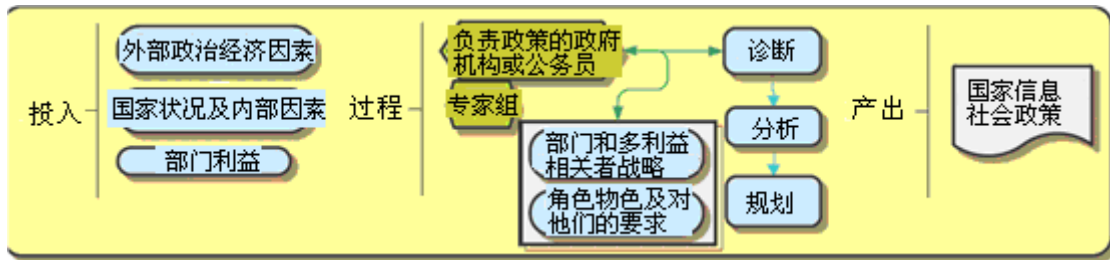 投入
外部政治经济因素
国家状况及内部因素
部门利益
过程
负责政策的政府
机构或公务员
专家组
部门和多利益
相关者战略
角色物色及对
他们的要求
诊断
分析
规划
产出
国家信息
社会政策